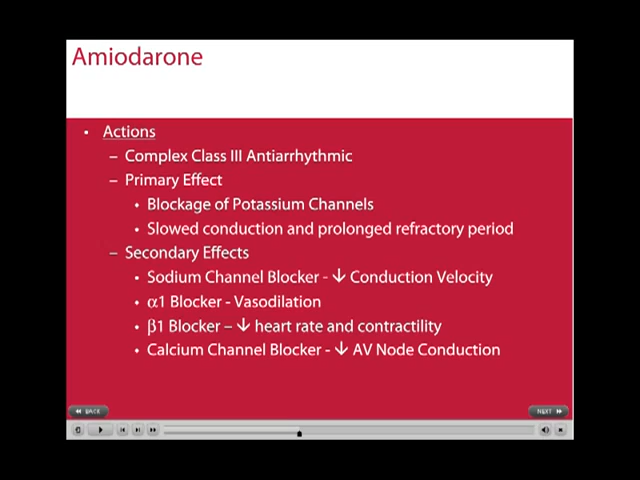 Amiodarone
• Actions
– Complex Class III Antiarrhythmic
– Primary Effect
• Blockage of Potassium Channels
• Slowed conduction and prolonged refractory period
– Secondary Effects
• Sodium Channel Blocker - ↓ Conduction Velocity
• α1 Blocker - Vasodilation
• β1 Blocker – ↓ heart rate and contractility
• Calcium Channel Blocker - ↓ AV Node Conduction
BACK
NEXT